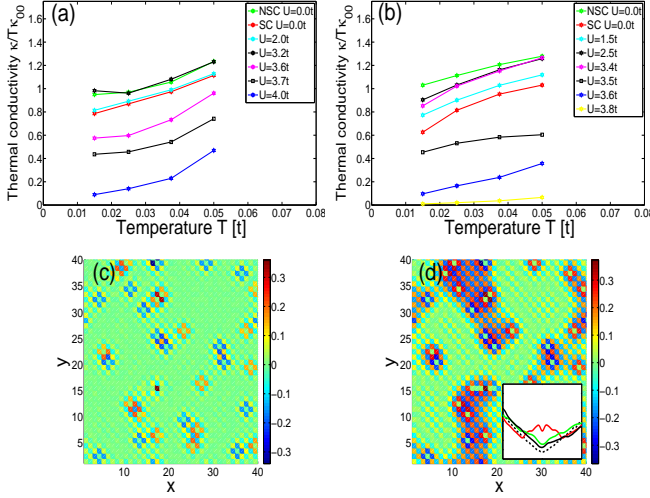 (a)
Thermal conductivity κ/Tκ00
1.4
1.2
1
0.8
0.6
0.4
0.2
0
0
0.01 0.02 0.03 0.04 0.05 0.06 0.07 0.08
Temperature T [t]
NSC U=0.0t
SC U=0.0t
U=2.0t
U=3.2t
U=3.6t
U=3.7t
U=4.0t
(b)
Thermal conductivity κ/Tκ00
1.4
1.2
1
0.8
0.6
0.4
0.2
0
0
0.01 0.02 0.03 0.04 0.05 0.06 0.07 0.08
Temperature T [t]
NSC U=0.0t
SC U=0.0t
U=1.5t
U=2.5t
U=3.4t
U=3.5t
U=3.6t
U=3.8t
(c)
y
40
35
30
25
20
15
10
5
10 20 30 40
x
0.3
0.2
0.1
0
−0.1
−0.2
−0.3
(d)
y
40
35
30
25
20
15
10
5
10 20 30 40
x
0.3
0.2
0.1
0
−0.1
−0.2
−0.3